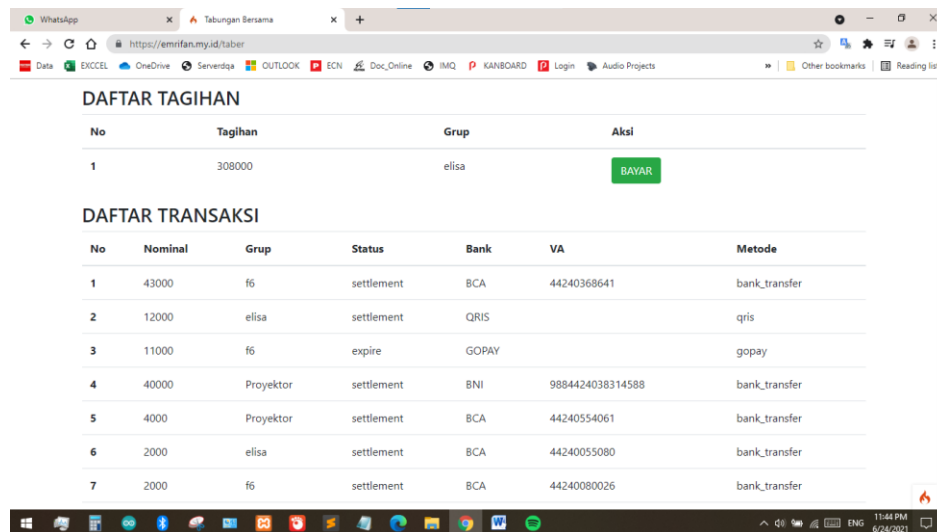 WhatsApp Tabungan Bersama
https://emrifan.my.id/taber
Data EXCCEL OneDrive Serverdqa OUTLOOK ECN Doc_Online IMQ KANBOARD Login Audio Projects » Other bookmarks Reading list
DAFTAR TAGIHAN
No Tagihan Grup Aksi
1 308000 elisa BAYAR
DAFTAR TRANSAKSI
No Nominal Grup Status Bank VA Metode
1 43000 f6 settlement BCA 44240368641 bank_transfer
2 12000 elisa settlement QRIS qris
3 11000 f6 expire GOPAY gopay
4 40000 Proyektor settlement BNI 9884424038314588 bank_transfer
5 4000 Proyektor settlement BCA 44240554061 bank_transfer
6 2000 elisa settlement BCA 44240055080 bank_transfer
7 2000 f6 settlement BCA 44240080026 bank_transfer
ENG 11:44 PM
6/24/2021